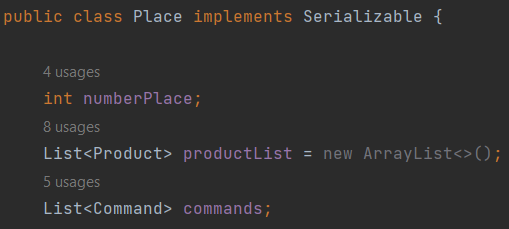 public class Place implements Serializable {
4 usages
int numberPlace;
8 usages
List<Product> productList = new ArrayList<>();
5 usages
List<Command> commands;